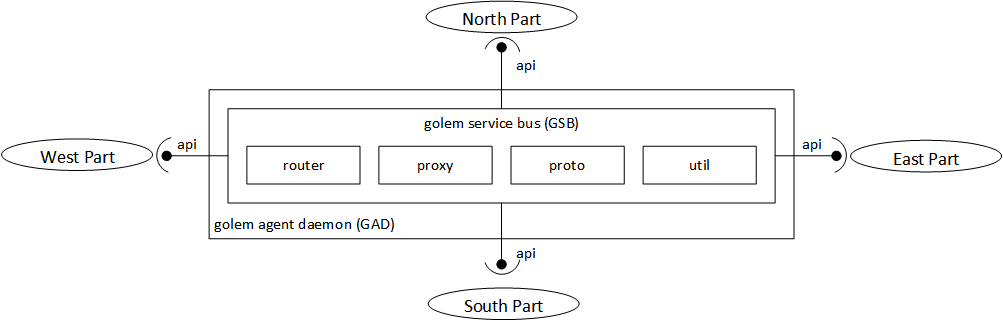 North Part
api
golem service bus (GSB)
api
api
West Part
router
proxy
proto
util
East Part
golem agent daemon (GAD)
api
South Part